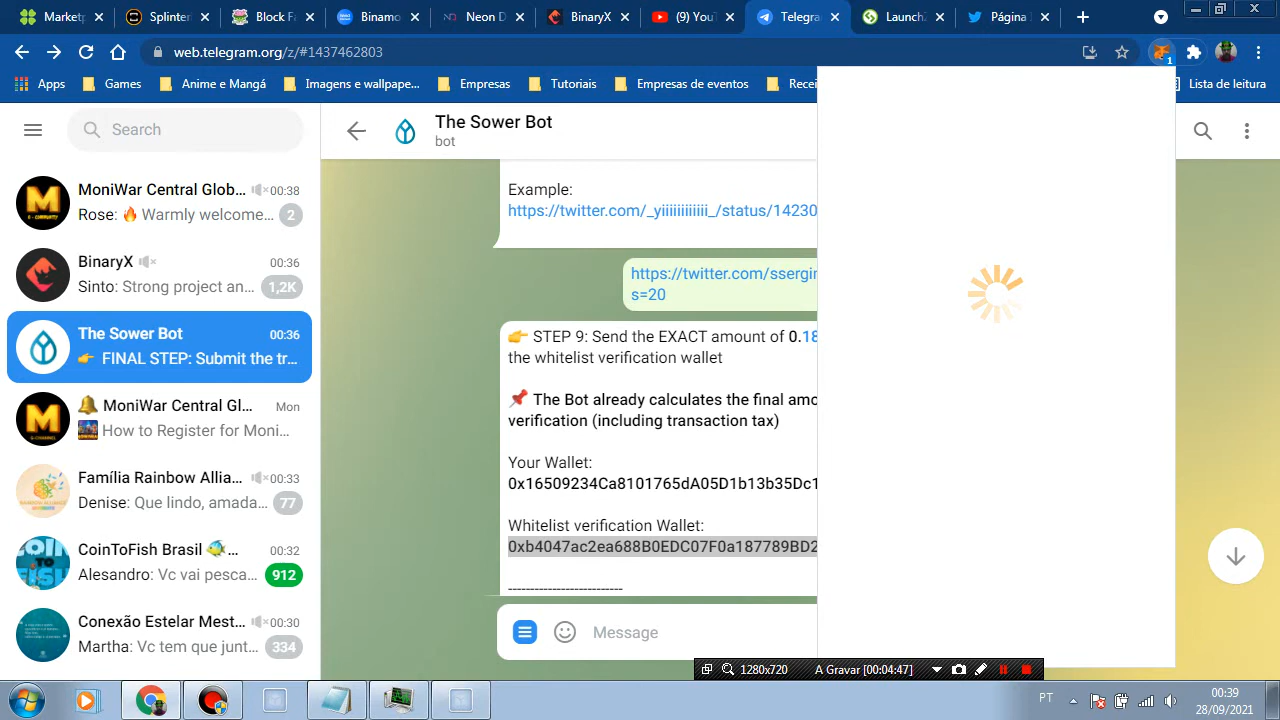 Marketp
Splinter
Block Fa
Binamo
Neon D
BinaryX
(9) You
Telegra
Launch
Twitter Página
web.telegram.org/z/#1437462803
1
Apps
Games
Anime e Mangá
Imagens e wallpape...
Empresas
Tutoriais
Empresas de eventos
Recei
Lista de leitura
Search
The Sower Bot
bot
MoniWar Central Glob...
00:38
Rose: 🔥 Warmly welcome...
2
BinaryX
00:36
Sinto: Strong project an...
1,2K
The Sower Bot
00:36
👉 FINAL STEP: Submit the tr...
🔔 MoniWar Central Gl...
Mon
How to Register for Moni...
Família Rainbow Allia...
00:33
Denise: Que lindo, amada...
77
CoinToFish Brasil 🐠...
00:32
Alesandro: Vc vai pesca...
912
Conexão Estelar Mest...
00:30
Martha: Vc tem que junt...
334
Example:
https://twitter.com/_yiiiiiiiiiiii_/status/14230
https://twitter.com/ssergir
s=20
👉 STEP 9: Send the EXACT amount of 0.18
the whitelist verification wallet
📌 The Bot already calculates the final amo
verification (including transaction tax)
Your Wallet:
0x16509234Ca8101765dA05D1b13b35Dc1
Whitelist verification Wallet:
0xb4047ac2ea688B0EDC07F0a187789BD2
--------------------------
Message
1280x720
A Gravar [00:04:47]
PT
00:39
28/09/2021